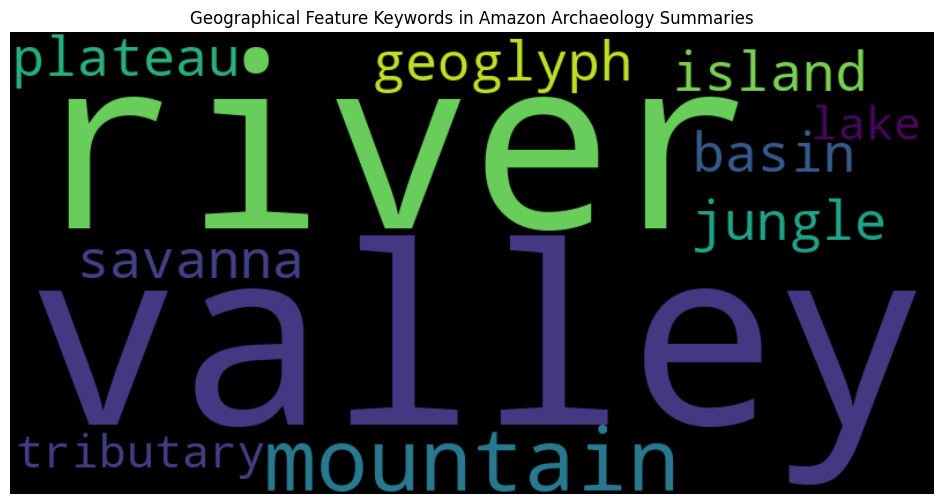 Geographical Feature Keywords in Amazon Archaeology Summaries
plateau geoglyph island
river
lake
basin
jungle
savanna
valley
tributary mountain